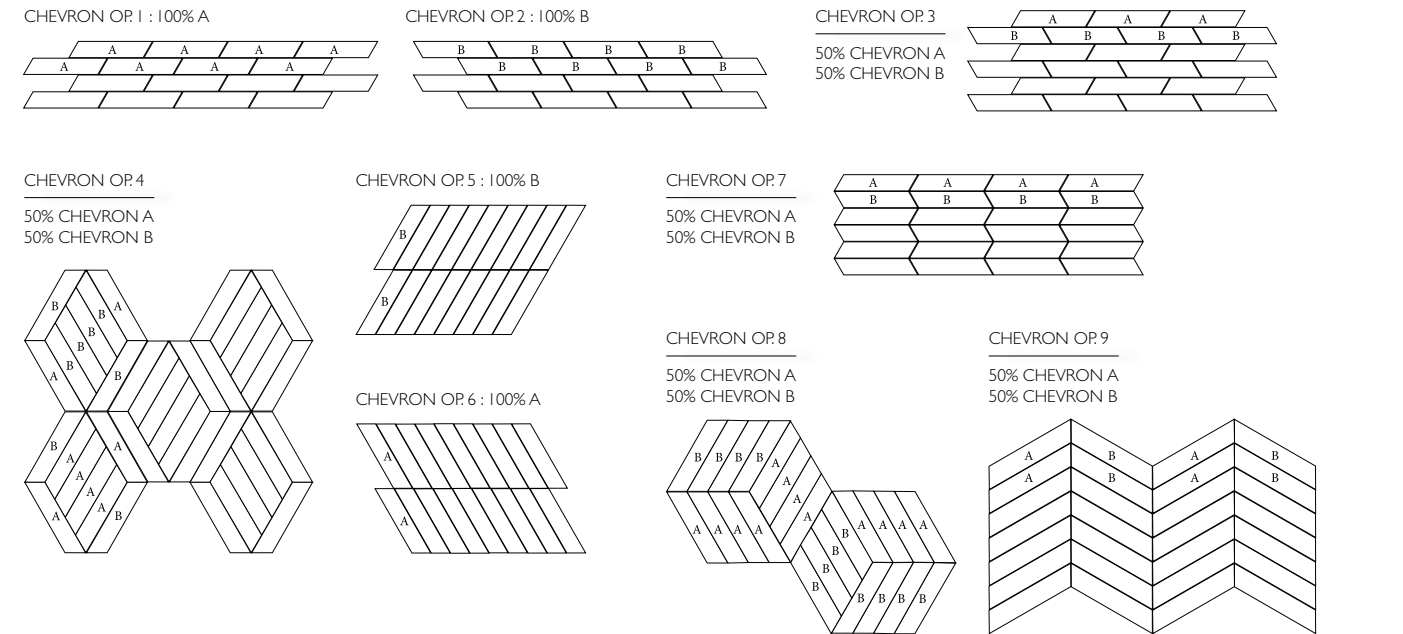 CHEVRON OP. 1 : 100% A
A A A A
A A A A
CHEVRON OP. 2 : 100% B
B B B B
B B B B
CHEVRON OP. 3
50% CHEVRON A
50% CHEVRON B
A A A
B B B B
CHEVRON OP. 4
50% CHEVRON A
50% CHEVRON B
B A
B
B
B
B
A B
B A
A
A
A
A
A B
CHEVRON OP. 5 : 100% B
B
B
CHEVRON OP. 6 : 100% A
A
A
CHEVRON OP. 7
50% CHEVRON A
50% CHEVRON B
A A A A
B B B B
CHEVRON OP. 8
50% CHEVRON A
50% CHEVRON B
B B B B
A
A
A
A
A A A A
B
B
B
B
A A A A
B B B B
CHEVRON OP. 9
50% CHEVRON A
50% CHEVRON B
A B A B
A B A B